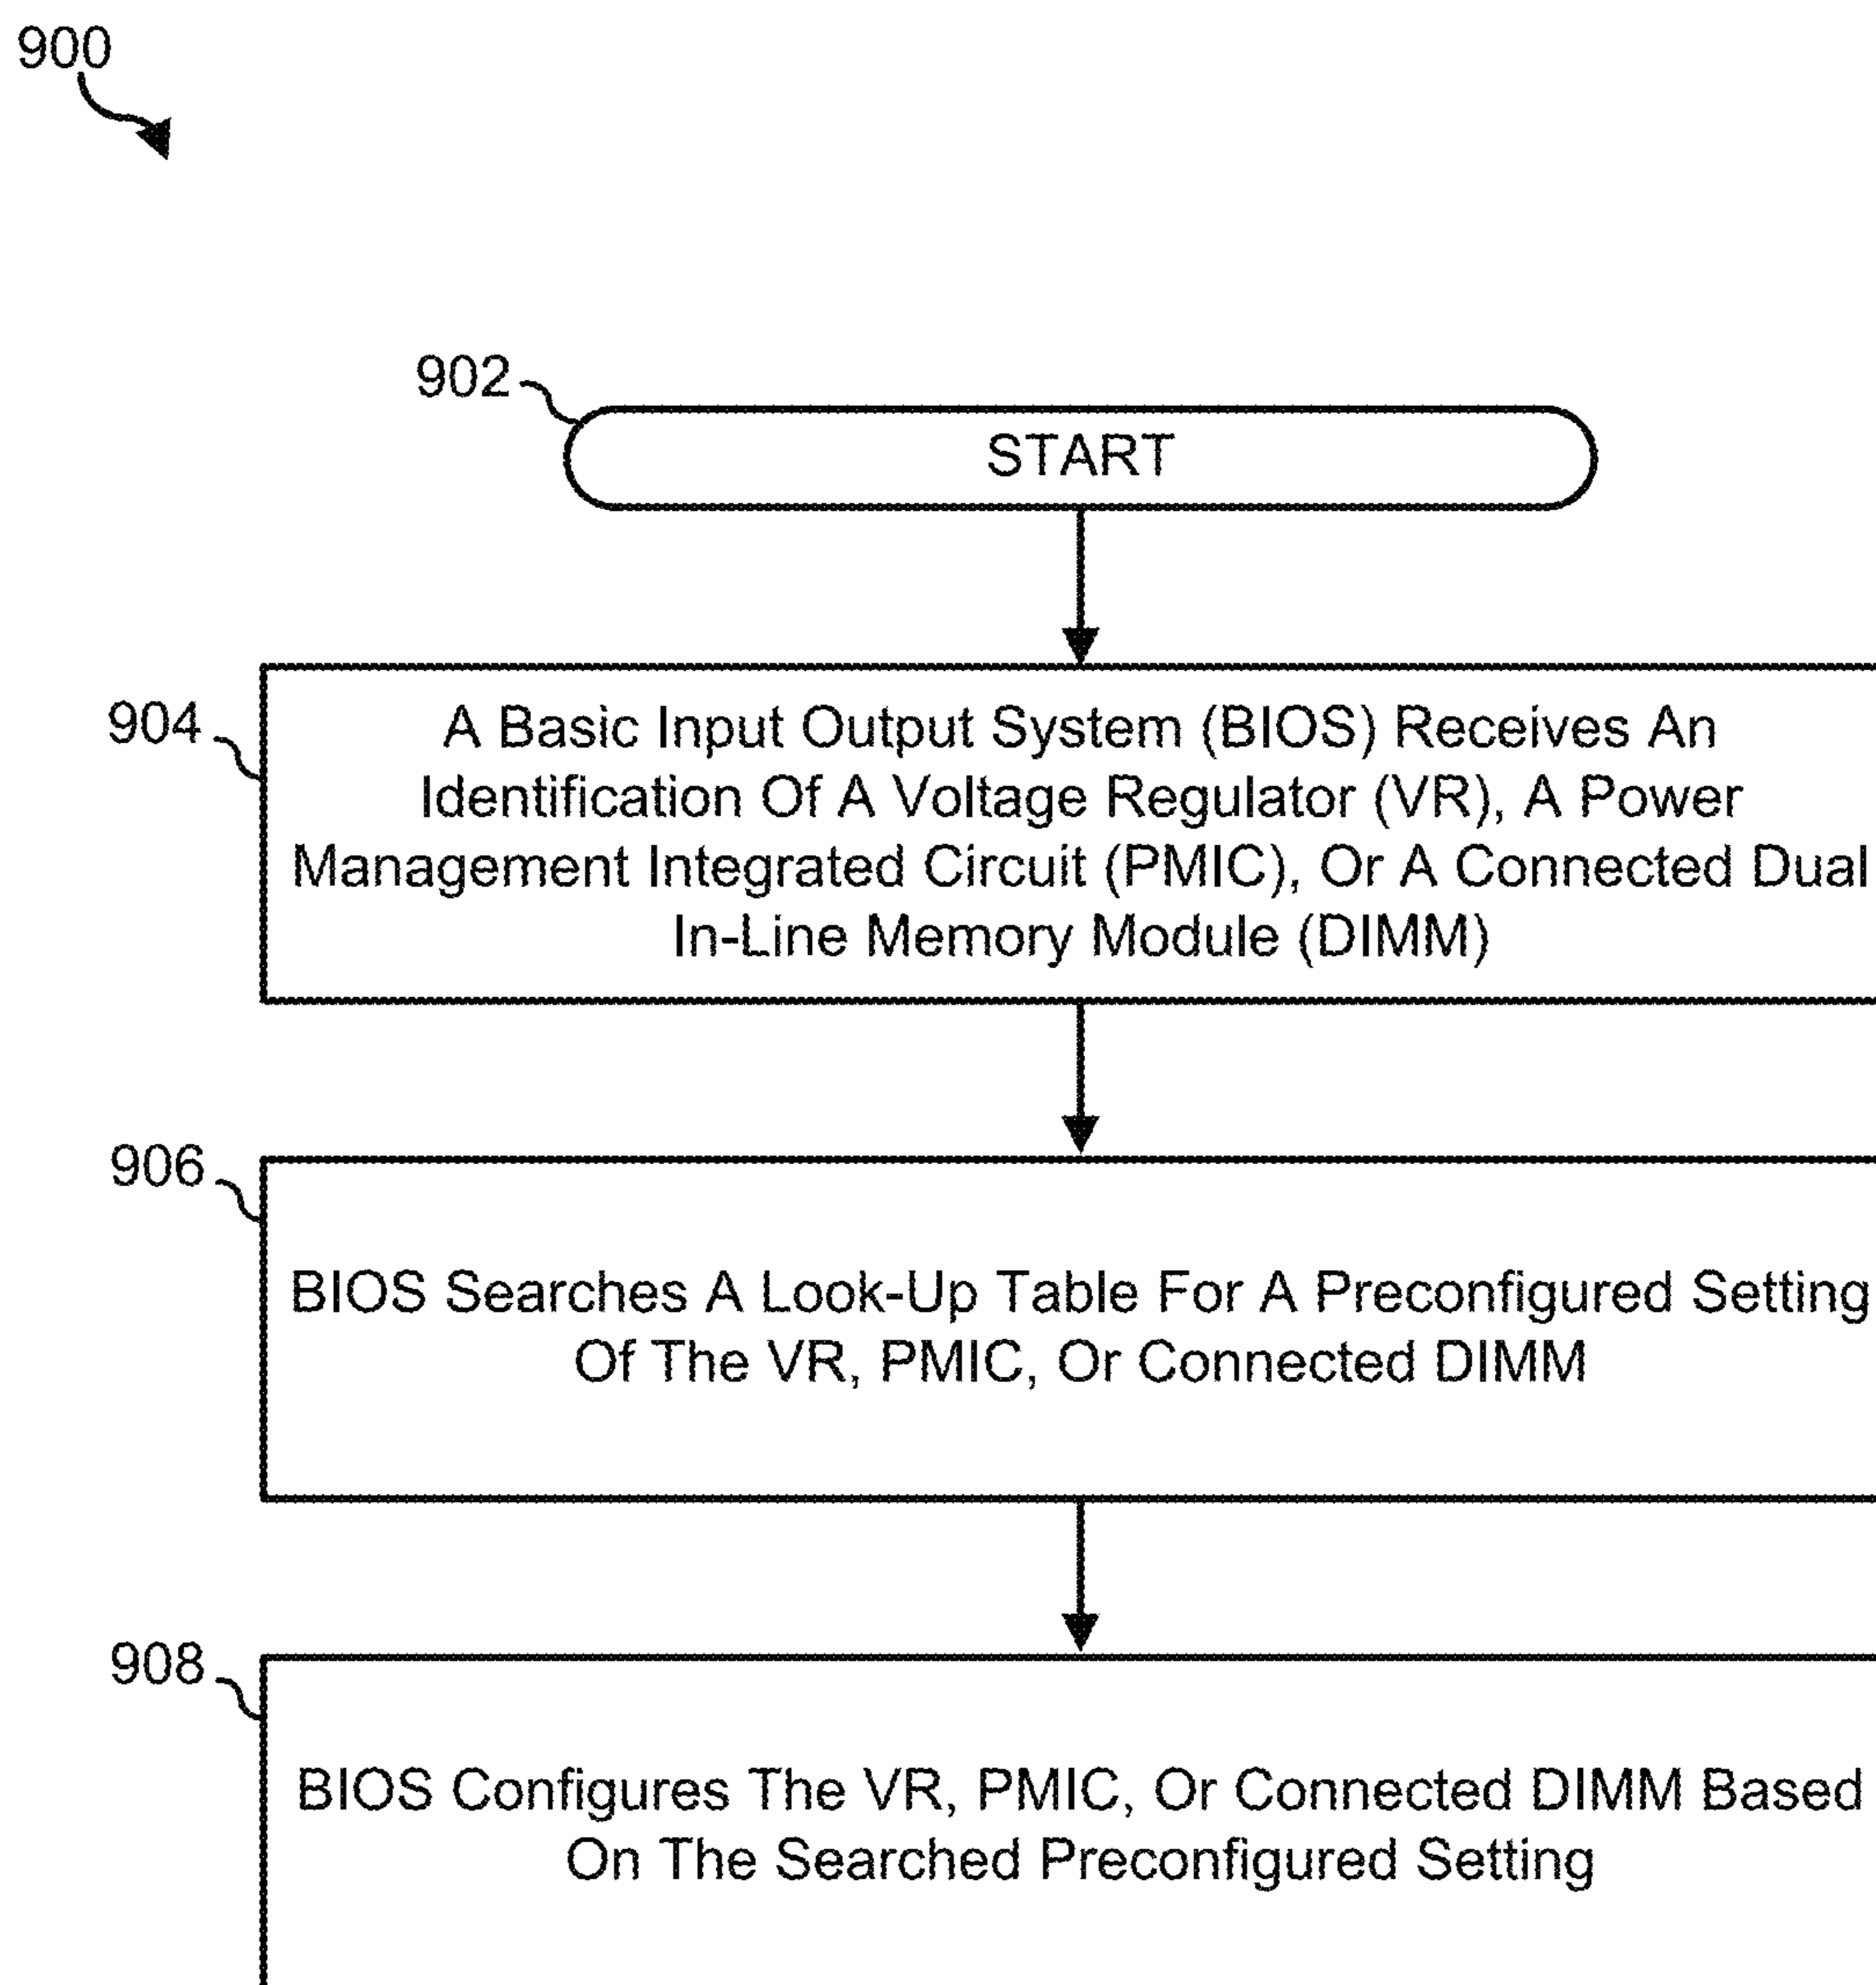 900
902
START
904
A Basic Input Output System (BIOS) Receives An
Identification Of A Voltage Regulator (VR), A Power
Management Integrated Circuit (PMIC), Or A Connected Dual
In-Line Memory Module (DIMM)
906
BIOS Searches A Look-Up Table For A Preconfigured Setting
Of The VR, PMIC, Or Connected DIMM
908
BIOS Configures The VR, PMIC, Or Connected DIMM Based
On The Searched Preconfigured Setting